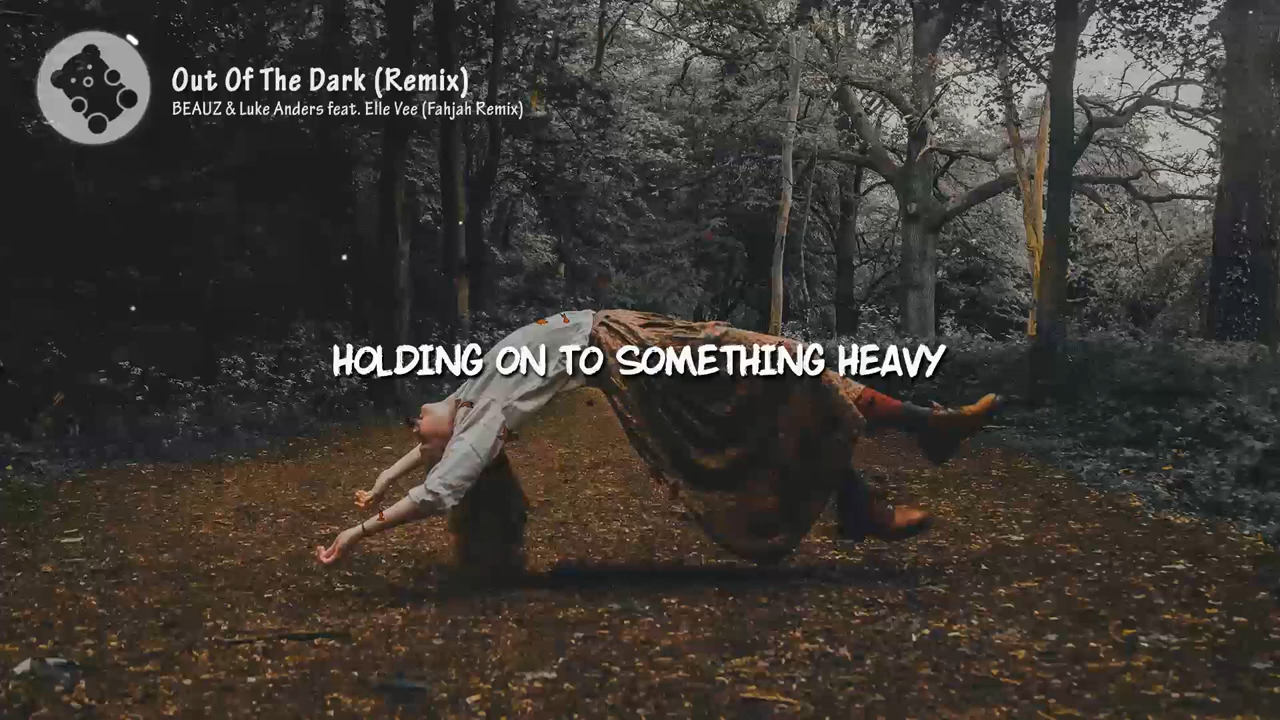 Out Of The Dark (Remix)
BEAUZ & Luke Anders feat. Elle Vee (Fahjah Remix)
HOLDING ON TO SOMETHING HEAVY